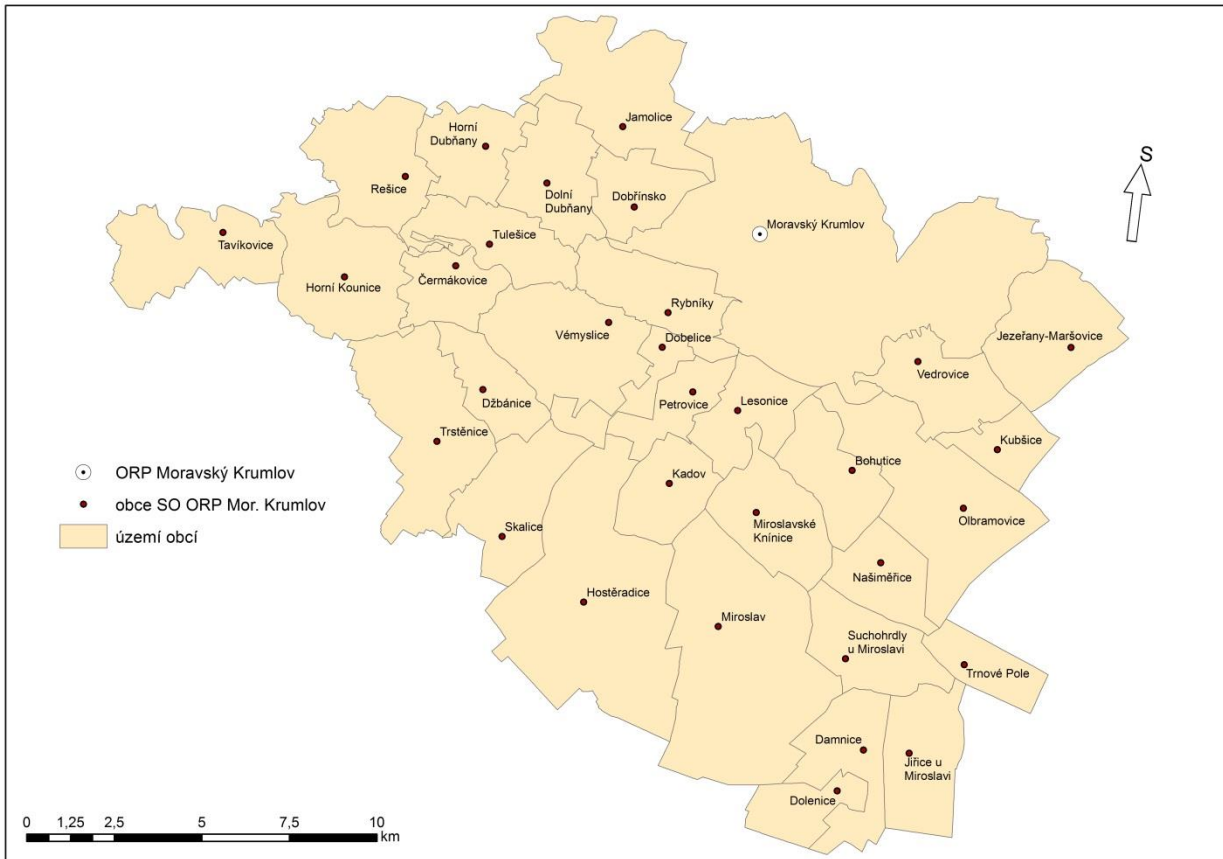 Jamolice
Horní
Dubňany
S
Rešice
Dolní
Dubňany
Dobřínsko
Moravský Krumlov
Tavíkovice
Tulešice
Horní Kounice
Čermákovice
Rybníky
Vémyslice
Dobelice
Jezeřany-Maršovice
Vedrovice
Džbánice
Petrovice
Lesonice
Trstěnice
Kubšice
Bohutice
ORP Moravský Krumlov
Kadov
obce SO ORP Mor. Krumlov
Olbramovice
Skalice
Miroslavské
Knínice
území obcí
Našiměřice
Hostěradice
Miroslav
Suchohrdly
u Miroslavi
Trnové Pole
Damnice
Jiřice u
Miroslavi
Dolenice
0 1,25 2,5 5 7,5 10
km